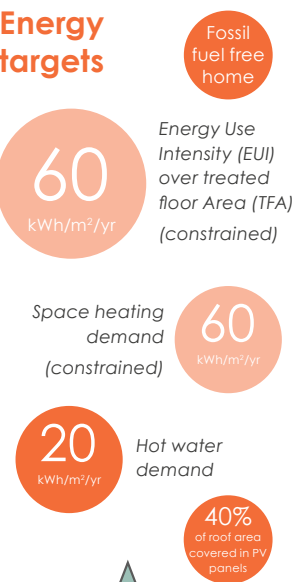 Energy
targets
Fossil
fuel free
home
60
kWh/m²/yr
Energy Use
Intensity (EUI)
over treated
floor Area (TFA)
(constrained)
Space heating
demand
(constrained)
60
kWh/m²/yr
20
kWh/m²/yr
Hot water
demand
40%
of roof area
covered in PV
panels